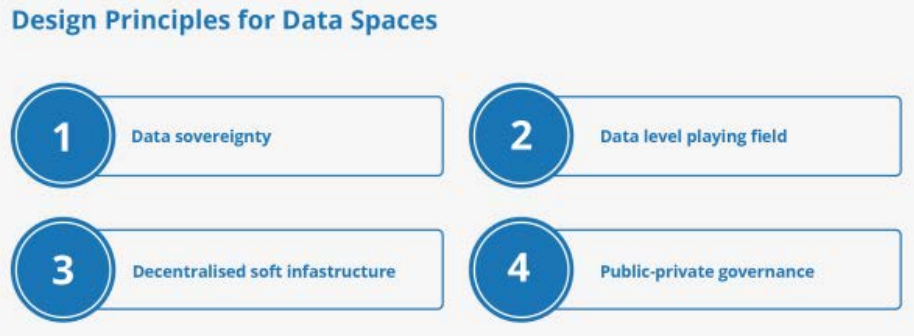 Design Principles for Data Spaces
1
Data sovereignty
2
Data level playing field
3
Decentralised soft infastructure
4
Public-private governance